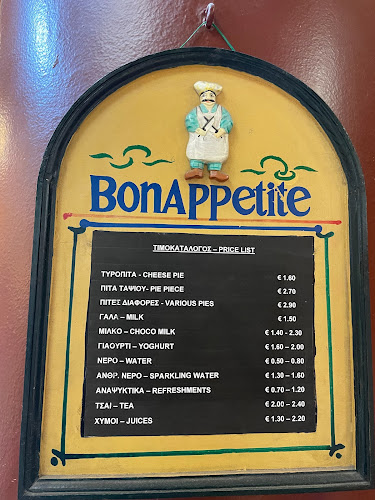 BonAppetite
ΤΙΜΟΚΑΤΑΛΟΓΟΣ – PRICE LIST
ΤΥΡΟΠΙΤΑ - CHEESE PIE € 1.60
ΠΙΤΑ ΤΑΨΙΟΥ- PIE PIECE € 2.70
ΠΙΤΕΣ ΔΙΑΦΟΡΕΣ - VARIOUS PIES € 2.90
ΓΑΛΑ – MILK € 1.50
ΜΙΛΚΟ – CHOCO MILK € 1.40 - 2.30
ΓΙΑΟΥΡΤΙ – YOGHURT € 1.60 – 2.00
ΝΕΡΟ – WATER € 0.50 – 0.80
ΑΝΘΡ. ΝΕΡΟ – SPARKLING WATER € 1.30 – 1.60
ΑΝΑΨΥΚΤΙΚΑ – REFRESHMENTS € 0.70 – 1.20
ΤΣΑΙ – TEA € 2.00 – 2.40
ΧΥΜΟΙ – JUICES € 1.30 – 2.20